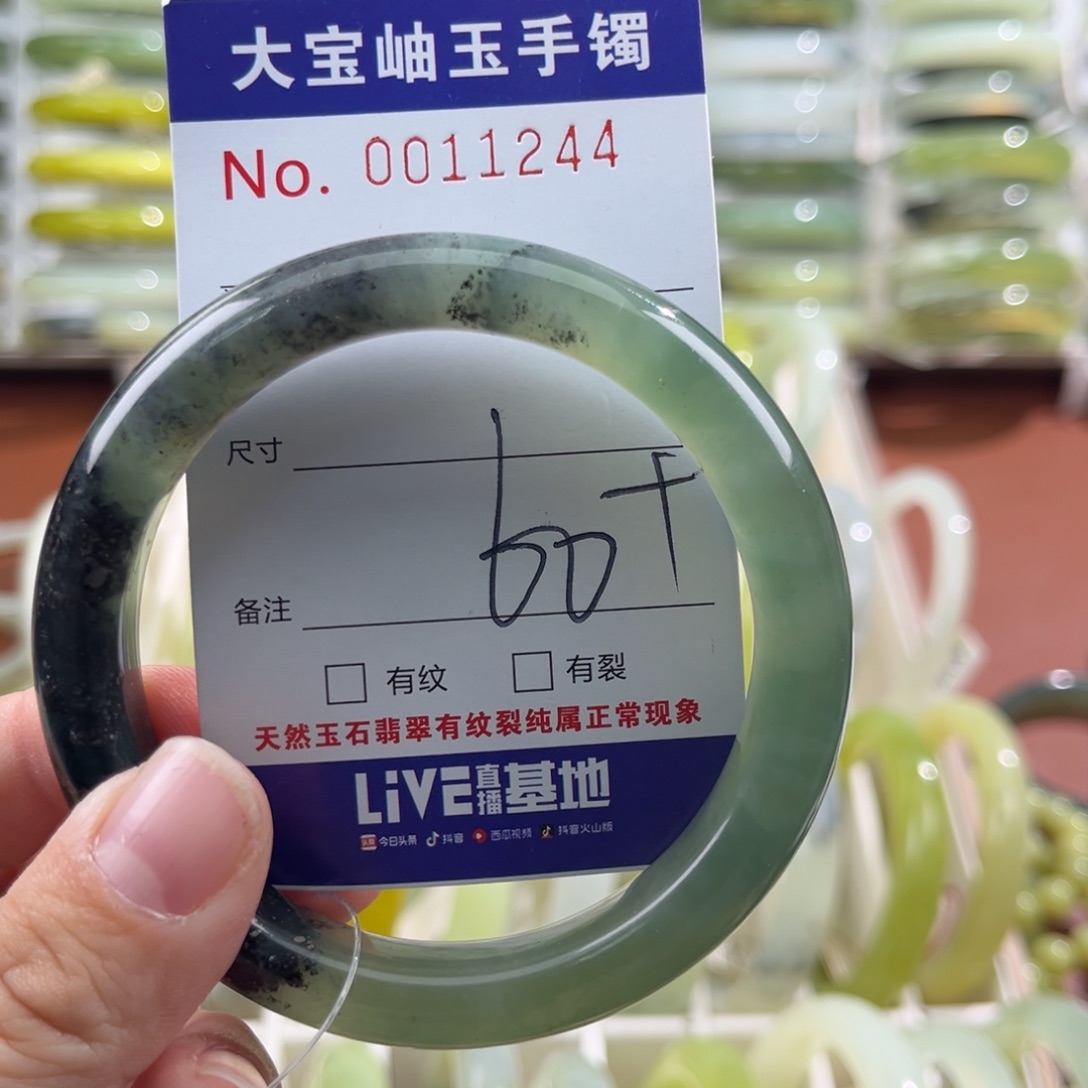 大宝岫玉手镯
No. 0011244
尺寸
60+
备注
有纹 有裂
天然玉石翡翠有纹裂纯属正常现象
LiVE直播基地
今日头条 抖音 西瓜视频 抖音火山版